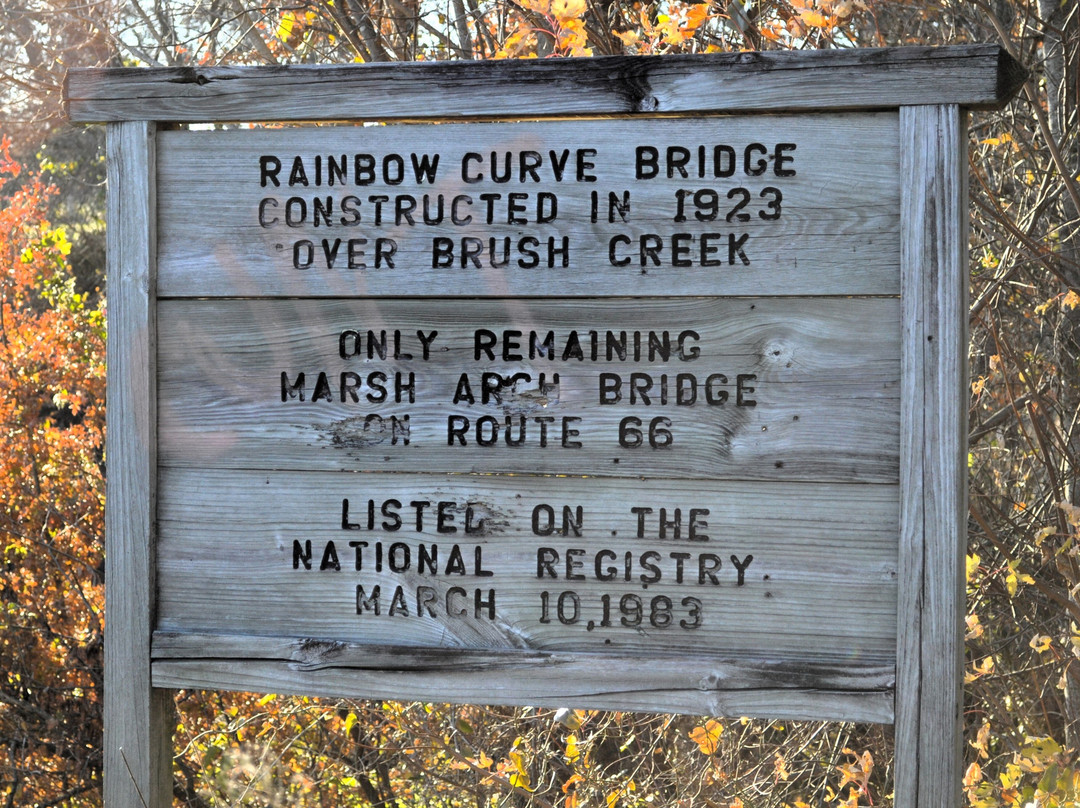 RAINBOW CURVE BRIDGE
CONSTRUCTED IN 1923
OVER BRUSH CREEK
ONLY REMAINING
MARSH ARCH BRIDGE
ON ROUTE 66
LISTED ON THE
NATIONAL REGISTRY
MARCH 10,1983